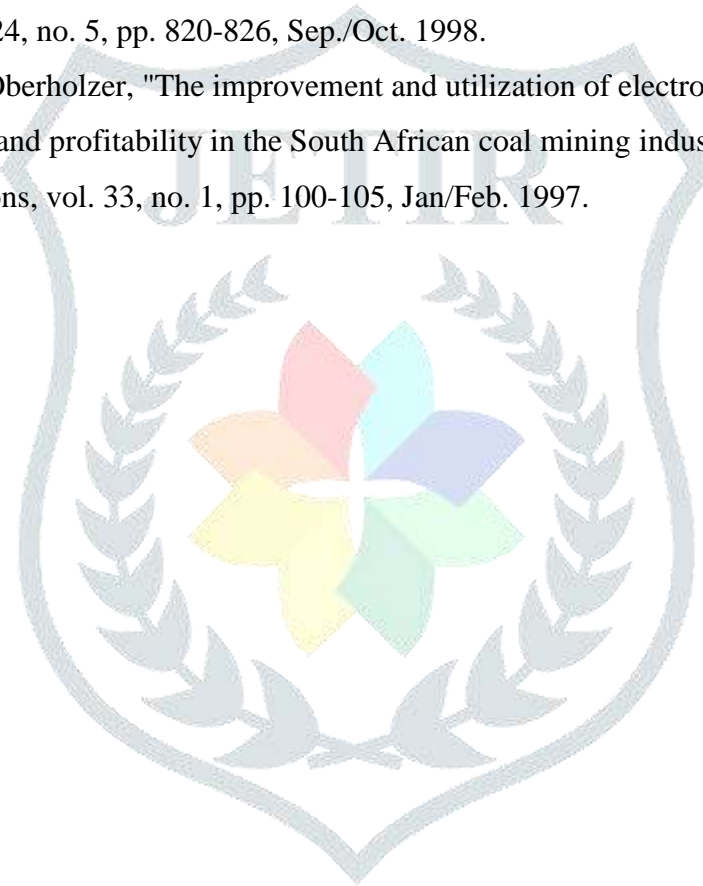 24, no. 5, pp. 820-826, Sep./Oct. 1998.
Oberholzer, "The improvement and utilization of electro
and profitability in the South African coal mining indus
ons, vol. 33, no. 1, pp. 100-105, Jan/Feb. 1997.
JETIR